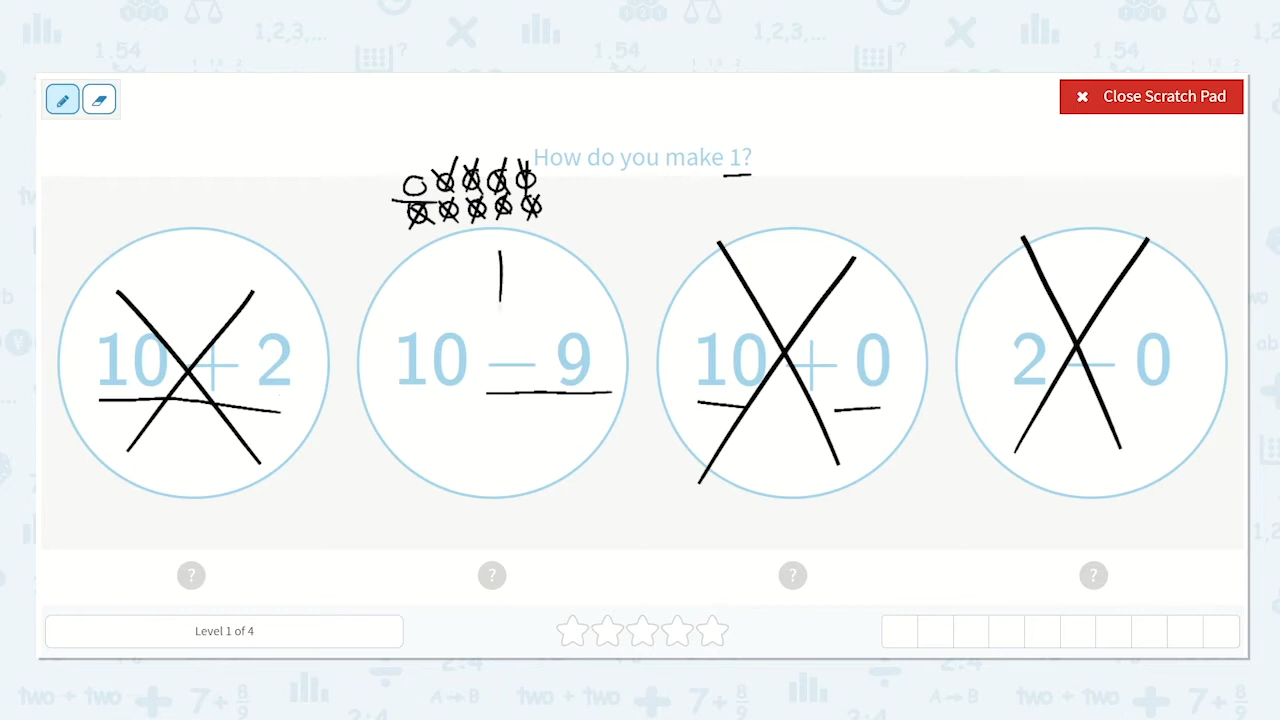 ✖ Close Scratch Pad
How do you make 1?
10 + 2
10 − 9
10 + 0
2 − 0
1
? ? ? ?
Level 1 of 4